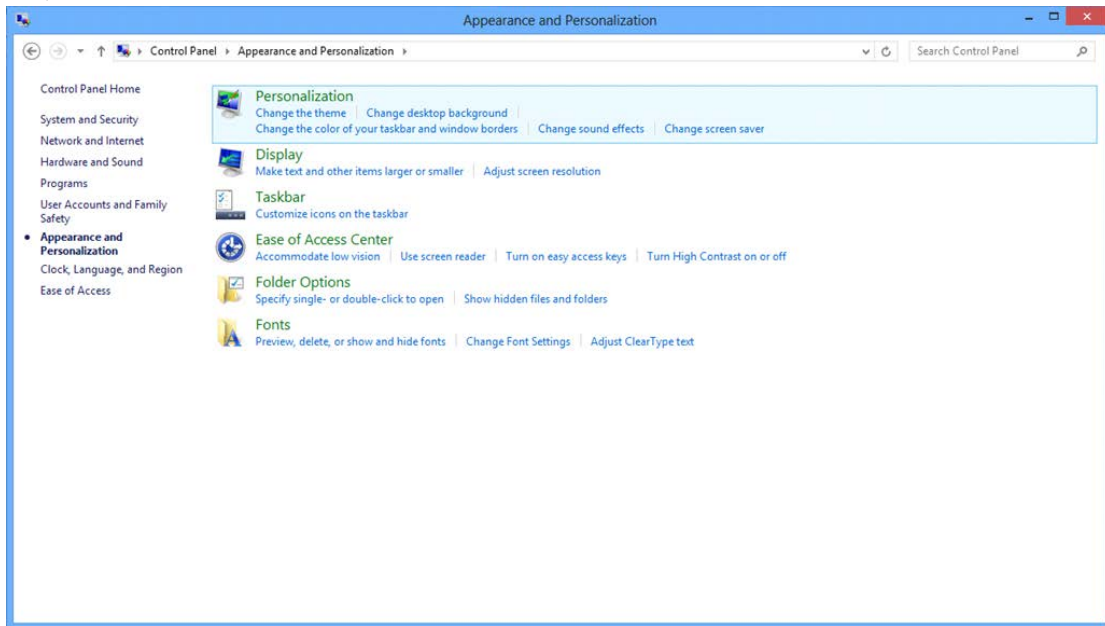 Appearance and Personalization
Control Panel Appearance and Personalization
Search Control Panel
Control Panel Home
System and Security
Network and Internet
Hardware and Sound
Programs
User Accounts and Family
Safety
Appearance and
Personalization
Clock, Language, and Region
Ease of Access
Personalization
Change the theme Change desktop background
Change the color of your taskbar and window borders Change sound effects Change screen saver
Display
Make text and other items larger or smaller Adjust screen resolution
Taskbar
Customize icons on the taskbar
Ease of Access Center
Accommodate low vision Use screen reader Turn on easy access keys Turn High Contrast on or off
Folder Options
Specify single- or double-click to open Show hidden files and folders
Fonts
Preview, delete, or show and hide fonts Change Font Settings Adjust ClearType text